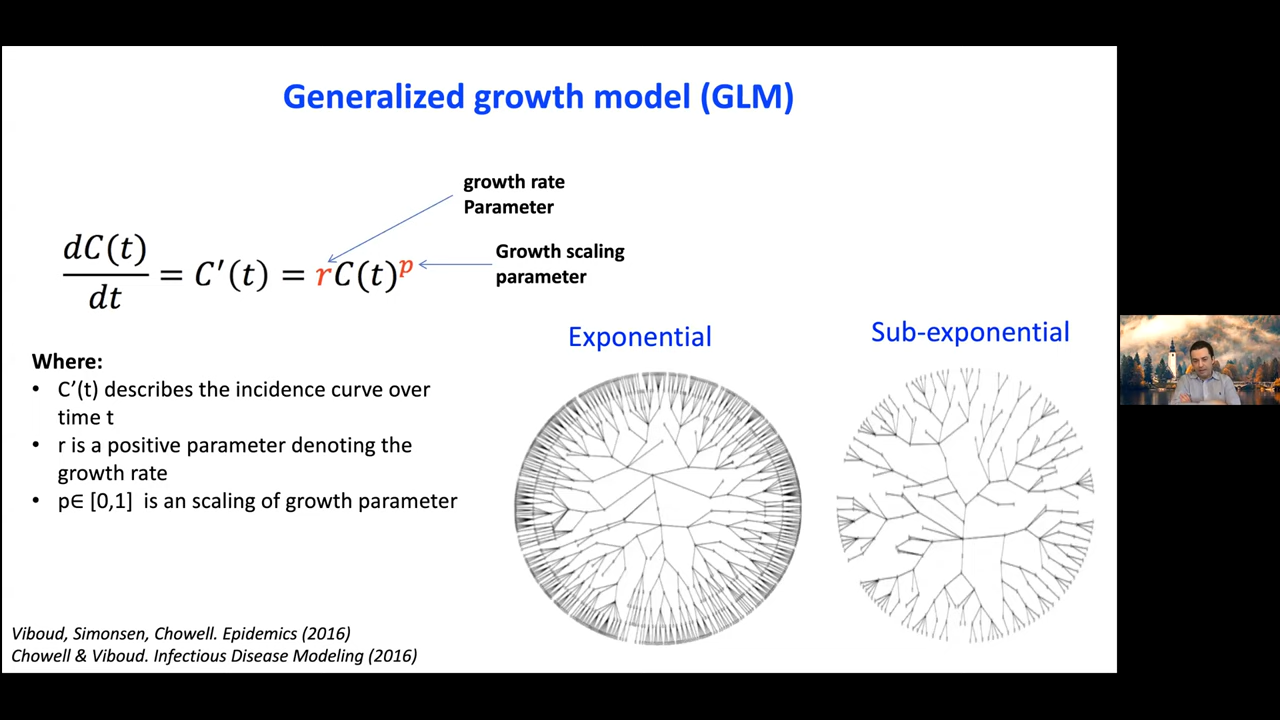 Generalized growth model (GLM)
growth rate
Parameter
Growth scaling
parameter
dC(t)/dt = C′(t) = rC(t)^p
Where:
• C’(t) describes the incidence curve over
time t
• r is a positive parameter denoting the
growth rate
• p∈ [0,1] is an scaling of growth parameter
Exponential
Sub-exponential
Viboud, Simonsen, Chowell. Epidemics (2016)
Chowell & Viboud. Infectious Disease Modeling (2016)